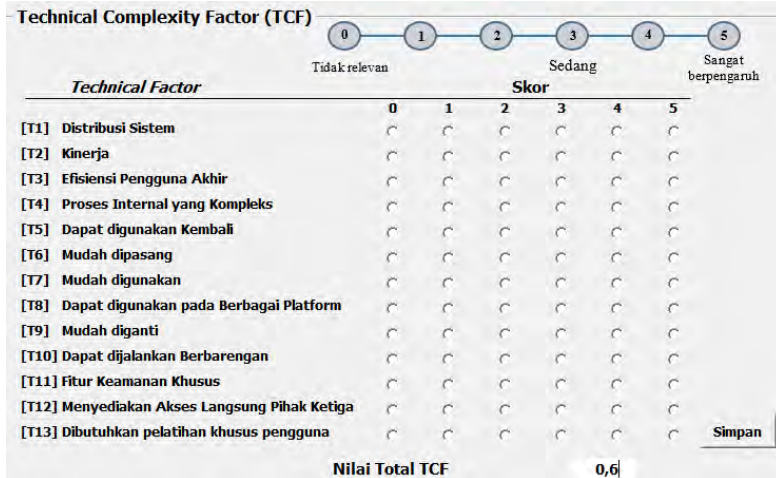 Technical Complexity Factor (TCF)
0 1 2 3 4 5
Tidak relevan Sedang Sangat berpengaruh
Technical Factor Skor
0 1 2 3 4 5
[T1] Distribusi Sistem
[T2] Kinerja
[T3] Efisiensi Pengguna Akhir
[T4] Proses Internal yang Kompleks
[T5] Dapat digunakan Kembali
[T6] Mudah dipasang
[T7] Mudah digunakan
[T8] Dapat digunakan pada Berbagai Platform
[T9] Mudah diganti
[T10] Dapat dijalankan Berbarengan
[T11] Fitur Keamanan Khusus
[T12] Menyediakan Akses Langsung Pihak Ketiga
[T13] Dibutuhkan pelatihan khusus pengguna Simpan
Nilai Total TCF 0,6